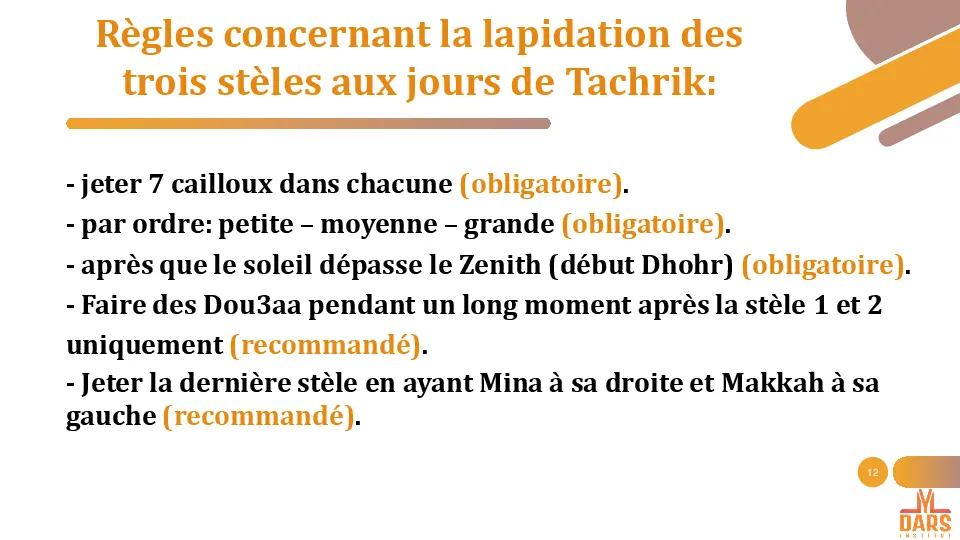 Règles concernant la lapidation des
trois stèles aux jours de Tachrik:
- jeter 7 cailloux dans chacune (obligatoire).
- par ordre: petite – moyenne – grande (obligatoire).
- après que le soleil dépasse le Zenith (début Dhohr) (obligatoire).
- Faire des Dou3aa pendant un long moment après la stèle 1 et 2
uniquement (recommandé).
- Jeter la dernière stèle en ayant Mina à sa droite et Makkah à sa
gauche (recommandé).
12
DARS
INSTITUT